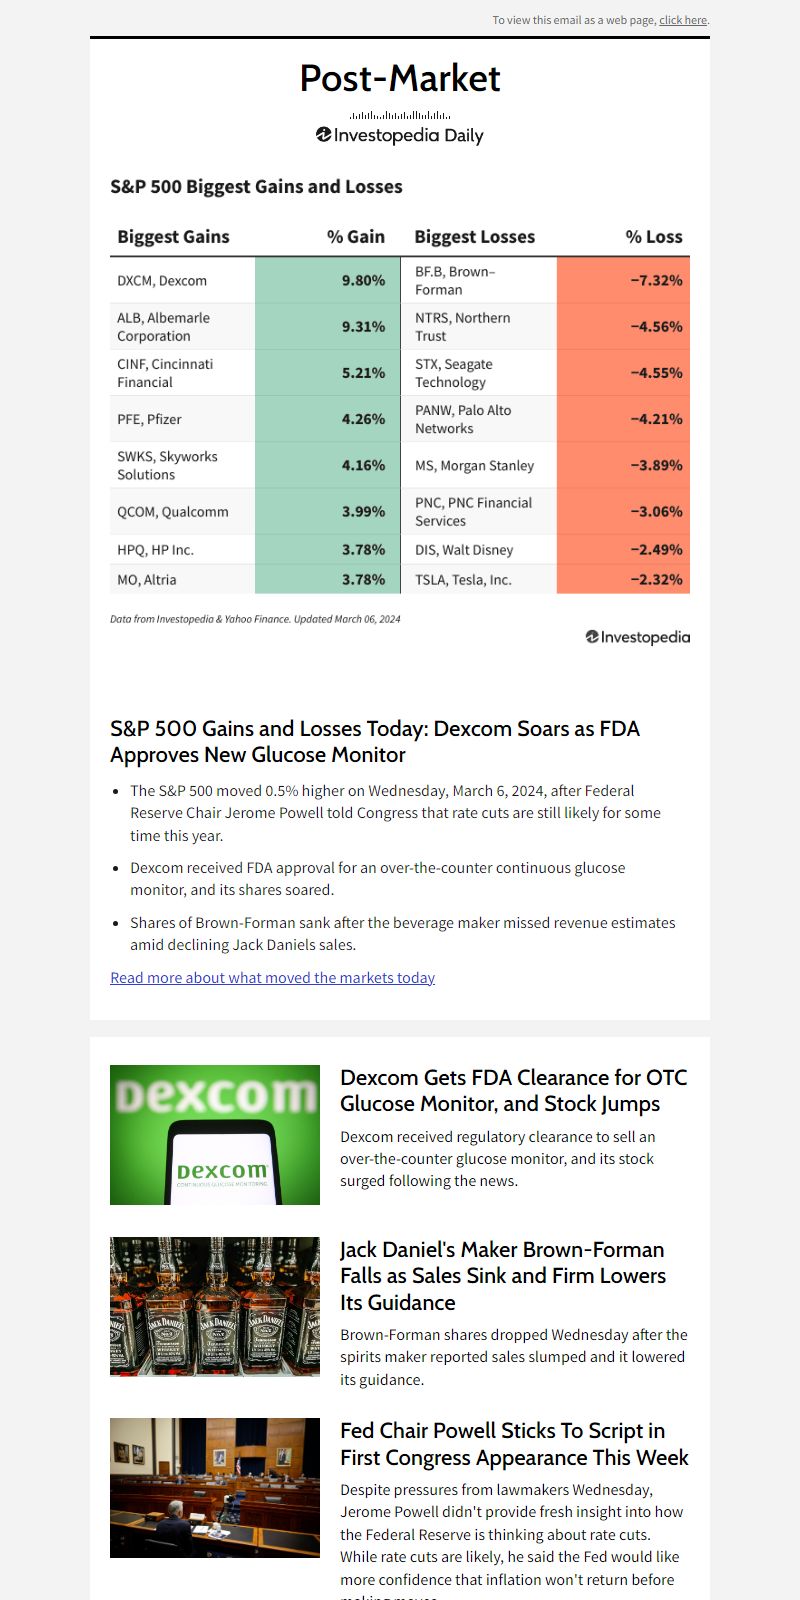 To view this email as a web page, click here.
Post-Market
Investopedia Daily
S&P 500 Biggest Gains and Losses
Biggest Gains % Gain Biggest Losses % Loss
DXCM, Dexcom 9.80% BF.B, Brown–
Forman −7.32%
ALB, Albemarle
Corporation 9.31% NTRS, Northern
Trust −4.56%
CINF, Cincinnati
Financial 5.21% STX, Seagate
Technology −4.55%
PFE, Pfizer 4.26% PANW, Palo Alto
Networks −4.21%
SWKS, Skyworks
Solutions 4.16% MS, Morgan Stanley −3.89%
QCOM, Qualcomm 3.99% PNC, PNC Financial
Services −3.06%
HPQ, HP Inc. 3.78% DIS, Walt Disney −2.49%
MO, Altria 3.78% TSLA, Tesla, Inc. −2.32%
Data from Investopedia & Yahoo Finance. Updated March 06, 2024
Investopedia
S&P 500 Gains and Losses Today: Dexcom Soars as FDA
Approves New Glucose Monitor
• The S&P 500 moved 0.5% higher on Wednesday, March 6, 2024, after Federal
Reserve Chair Jerome Powell told Congress that rate cuts are still likely for some
time this year.
• Dexcom received FDA approval for an over-the-counter continuous glucose
monitor, and its shares soared.
• Shares of Brown-Forman sank after the beverage maker missed revenue estimates
amid declining Jack Daniels sales.
Read more about what moved the markets today
Dexcom
Dexcom
CONTINUOUS GLUCOSE MONITORING
Dexcom Gets FDA Clearance for OTC
Glucose Monitor, and Stock Jumps
Dexcom received regulatory clearance to sell an
over-the-counter glucose monitor, and its stock
surged following the news.
JACK DANIEL'S
Jack Daniel's Maker Brown-Forman
Falls as Sales Sink and Firm Lowers
Its Guidance
Brown-Forman shares dropped Wednesday after the
spirits maker reported sales slumped and it lowered
its guidance.
Fed Chair Powell Sticks To Script in
First Congress Appearance This Week
Despite pressures from lawmakers Wednesday,
Jerome Powell didn't provide fresh insight into how
the Federal Reserve is thinking about rate cuts.
While rate cuts are likely, he said the Fed would like
more confidence that inflation won't return before